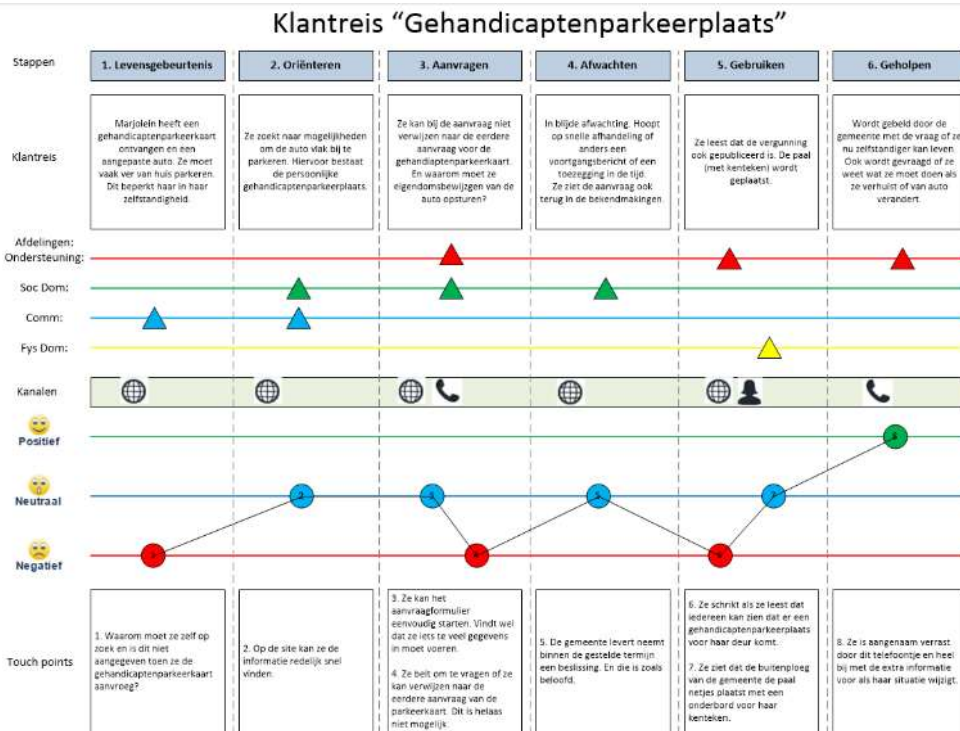 Klantreis “Gehandicaptenparkeerplaats”
Stappen
1. Levensgebeurtenis
2. Oriënteren
3. Aanvragen
4. Afwachten
5. Gebruiken
6. Geholpen
Klantreis
Marjolein heeft een
gehandicaptenparkeerkaart
ontvangen en een
aangepaste auto. Ze moet
vaak ver van huis parkeren.
Dit beperkt haar in haar
zelfstandigheid.
Ze zoekt naar mogelijkheden
om de auto vlak bij te
parkeren. Hiervoor bestaat
de persoonlijke
gehandicaptenparkeerplaats.
Ze kan bij de aanvraag niet
verwijzen naar de eerdere
aanvraag voor de
gehandicaptenparkeerkaart.
En waarom moet ze
eigendomsbewijzen van de
auto opsturen?
In blijde afwachting. Hoopt
op snelle afhandeling of
anders een
voortgangsbericht of een
toezegging in de tijd.
Ze ziet de aanvraag ook
terug in de bekendmakingen.
Ze leest dat de vergunning
ook gepubliceerd is. De paal
(met kenteken) wordt
geplaatst.
Wordt gebeld door de
gemeente met de vraag of ze
nu zelfstandiger kan leven.
Ook wordt gevraagd of ze
weet wat ze moet doen als
ze verhuist of van auto
verandert.
Afdelingen:
Ondersteuning:
Soc Dom:
Comm:
Fys Dom:
Kanalen
Positief
Neutraal
Negatief
2
7
Touch points
1. Waarom moet ze zelf op
zoek en is dit niet
aangegeven toen ze de
gehandicaptenparkeerkaart
aanvroeg?
2. Op de site kan ze de
informatie redelijk snel
vinden.
3. Ze kan het
aanvraagformulier
eenvoudig starten. Vindt wel
dat ze iets te veel gegevens
in moet voeren.
4. Ze belt om te vragen of ze
kan verwijzen naar de
eerdere aanvraag van de
parkeerkaart. Dit is helaas
niet mogelijk.
5. De gemeente levert neemt
binnen de gestelde termijn
een beslissing. En die is zoals
beloofd.
6. Ze schrikt als ze leest dat
iedereen kan zien dat er een
gehandicaptenparkeerplaats
voor haar deur komt.
7. Ze ziet dat de buitenploeg
van de gemeente de paal
netjes plaatst met een
onderbord voor haar
kenteken.
8. Ze is aangenaam verrast
door dit telefoontje en heel
bij met de extra informatie
voor als haar situatie wijzigt.